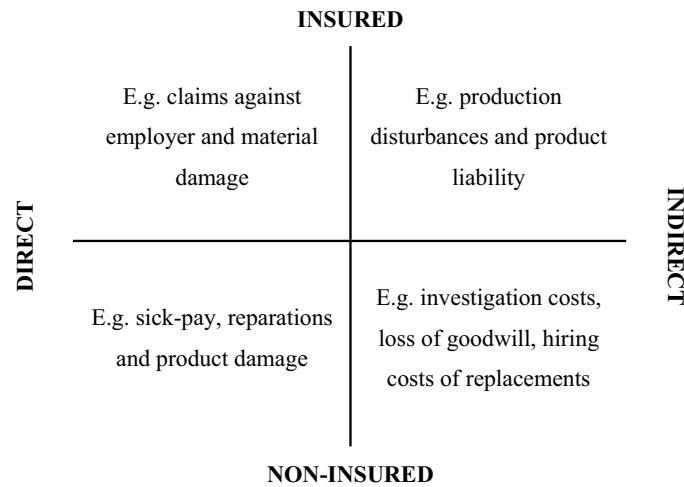 INSURED
E.g. claims against
employer and material
damage
E.g. production
disturbances and product
liability
DIRECT
INDIRECT
E.g. sick-pay, reparations
and product damage
E.g. investigation costs,
loss of goodwill, hiring
costs of replacements
NON-INSURED